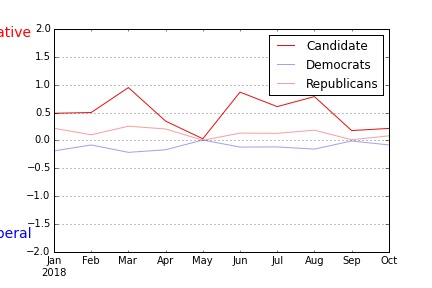 ative
2.0
1.5
1.0
0.5
0.0
−0.5
−1.0
−1.5
−2.0
beral
Candidate
Democrats
Republicans
Jan Feb Mar Apr May Jun Jul Aug Sep Oct
2018